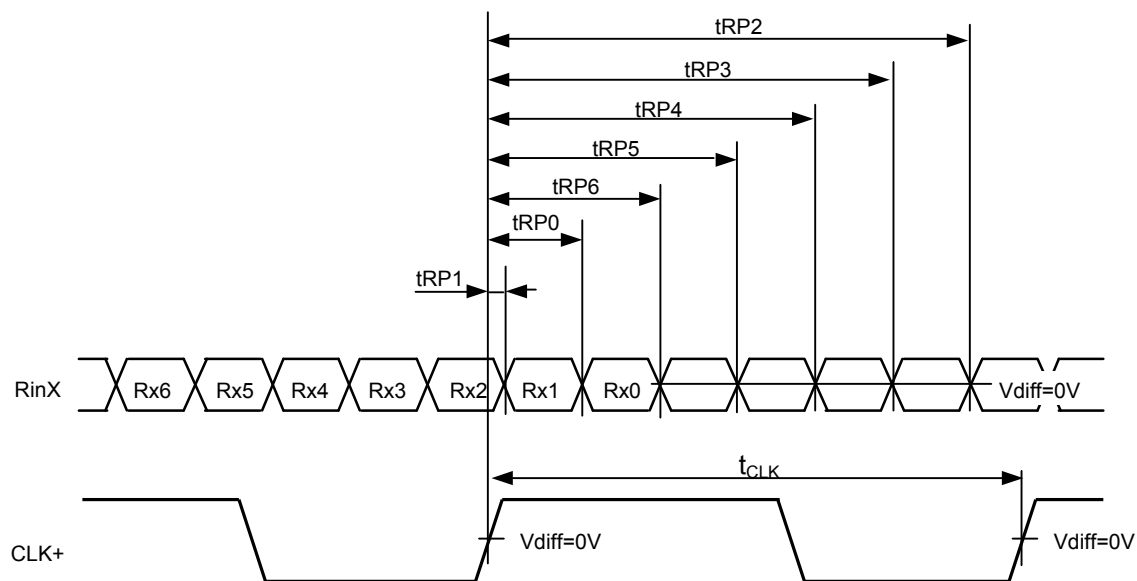 tRP2
tRP3
tRP4
tRP5
tRP6
tRP0
tRP1
RinX Rx6 Rx5 Rx4 Rx3 Rx2 Rx1 Rx0 Vdiff=0V
tCLK
CLK+ Vdiff=0V Vdiff=0V